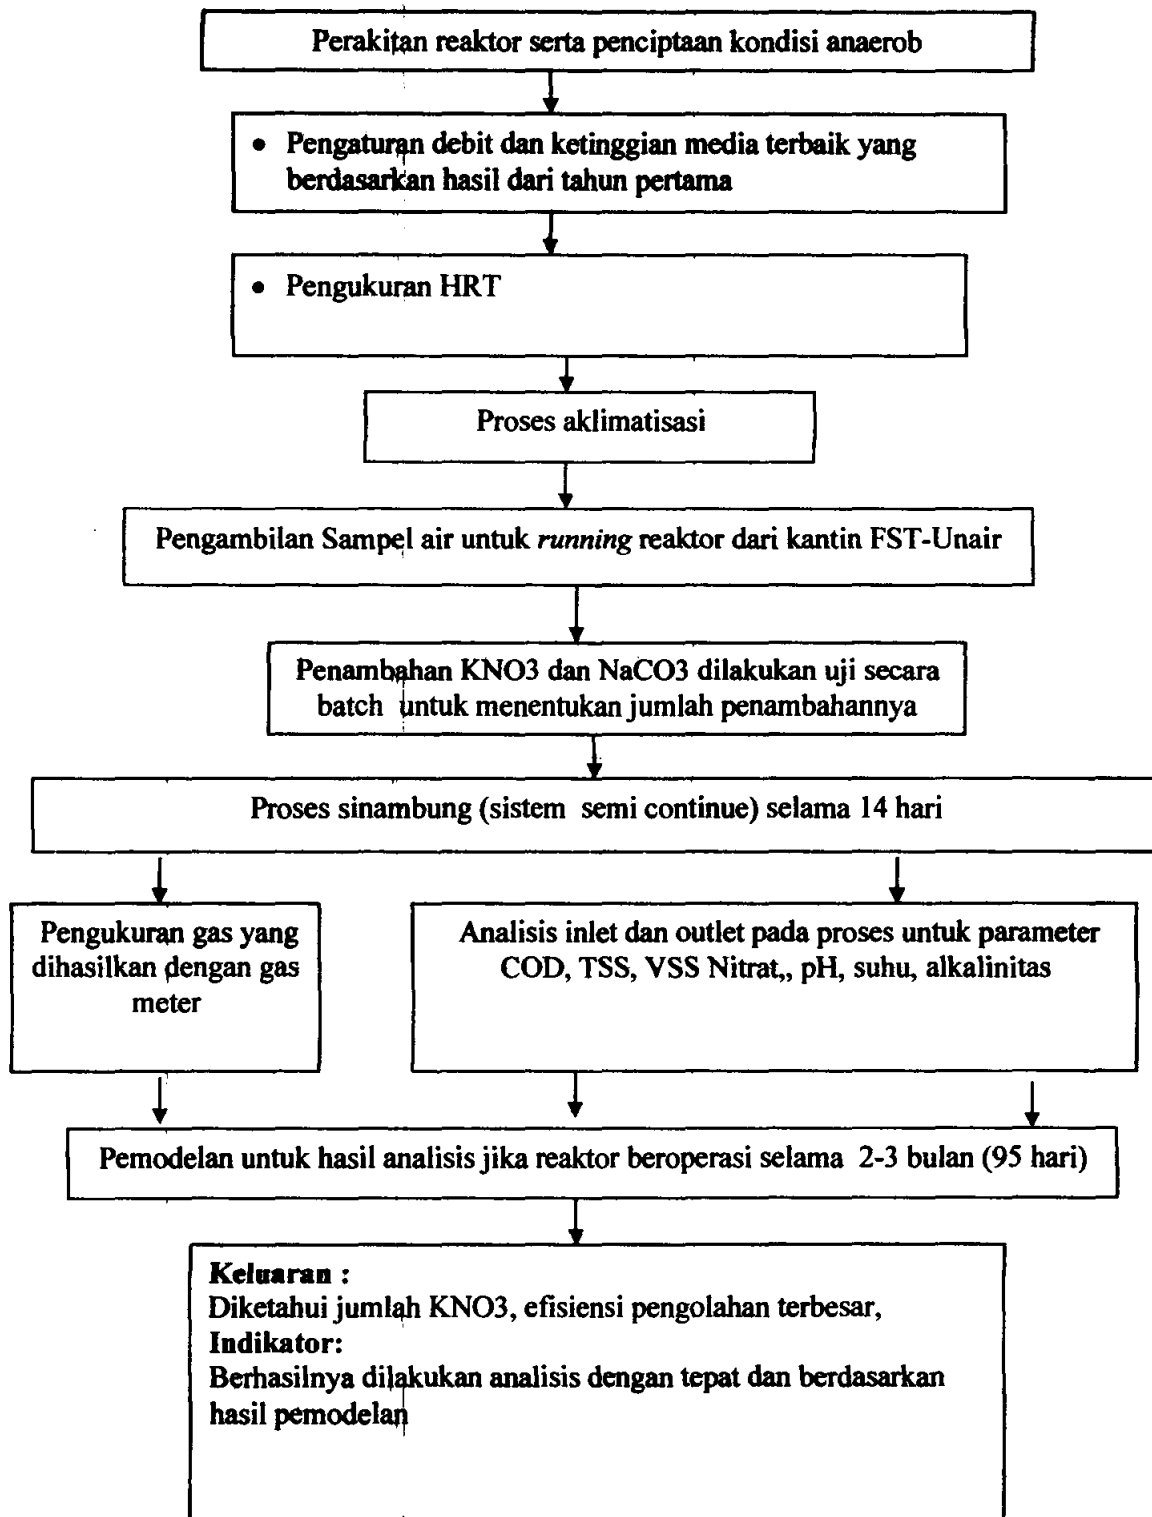 Perakitan reaktor serta penciptaan kondisi anaerob
• Pengaturan debit dan ketinggian media terbaik yang
berdasarkan hasil dari tahun pertama
• Pengukuran HRT
Proses aklimatisasi
Pengambilan Sampel air untuk running reaktor dari kantin FST-Unair
Penambahan KNO3 dan NaCO3 dilakukan uji secara
batch untuk menentukan jumlah penambahannya
Proses sinambung (sistem semi continue) selama 14 hari
Pengukuran gas yang
dihasilkan dengan gas
meter
Analisis inlet dan outlet pada proses untuk parameter
COD, TSS, VSS Nitrat,, pH, suhu, alkalinitas
Pemodelan untuk hasil analisis jika reaktor beroperasi selama 2-3 bulan (95 hari)
Keluaran :
Diketahui jumlah KNO3, efisiensi pengolahan terbesar,
Indikator:
Berhasilnya dilakukan analisis dengan tepat dan berdasarkan
hasil pemodelan